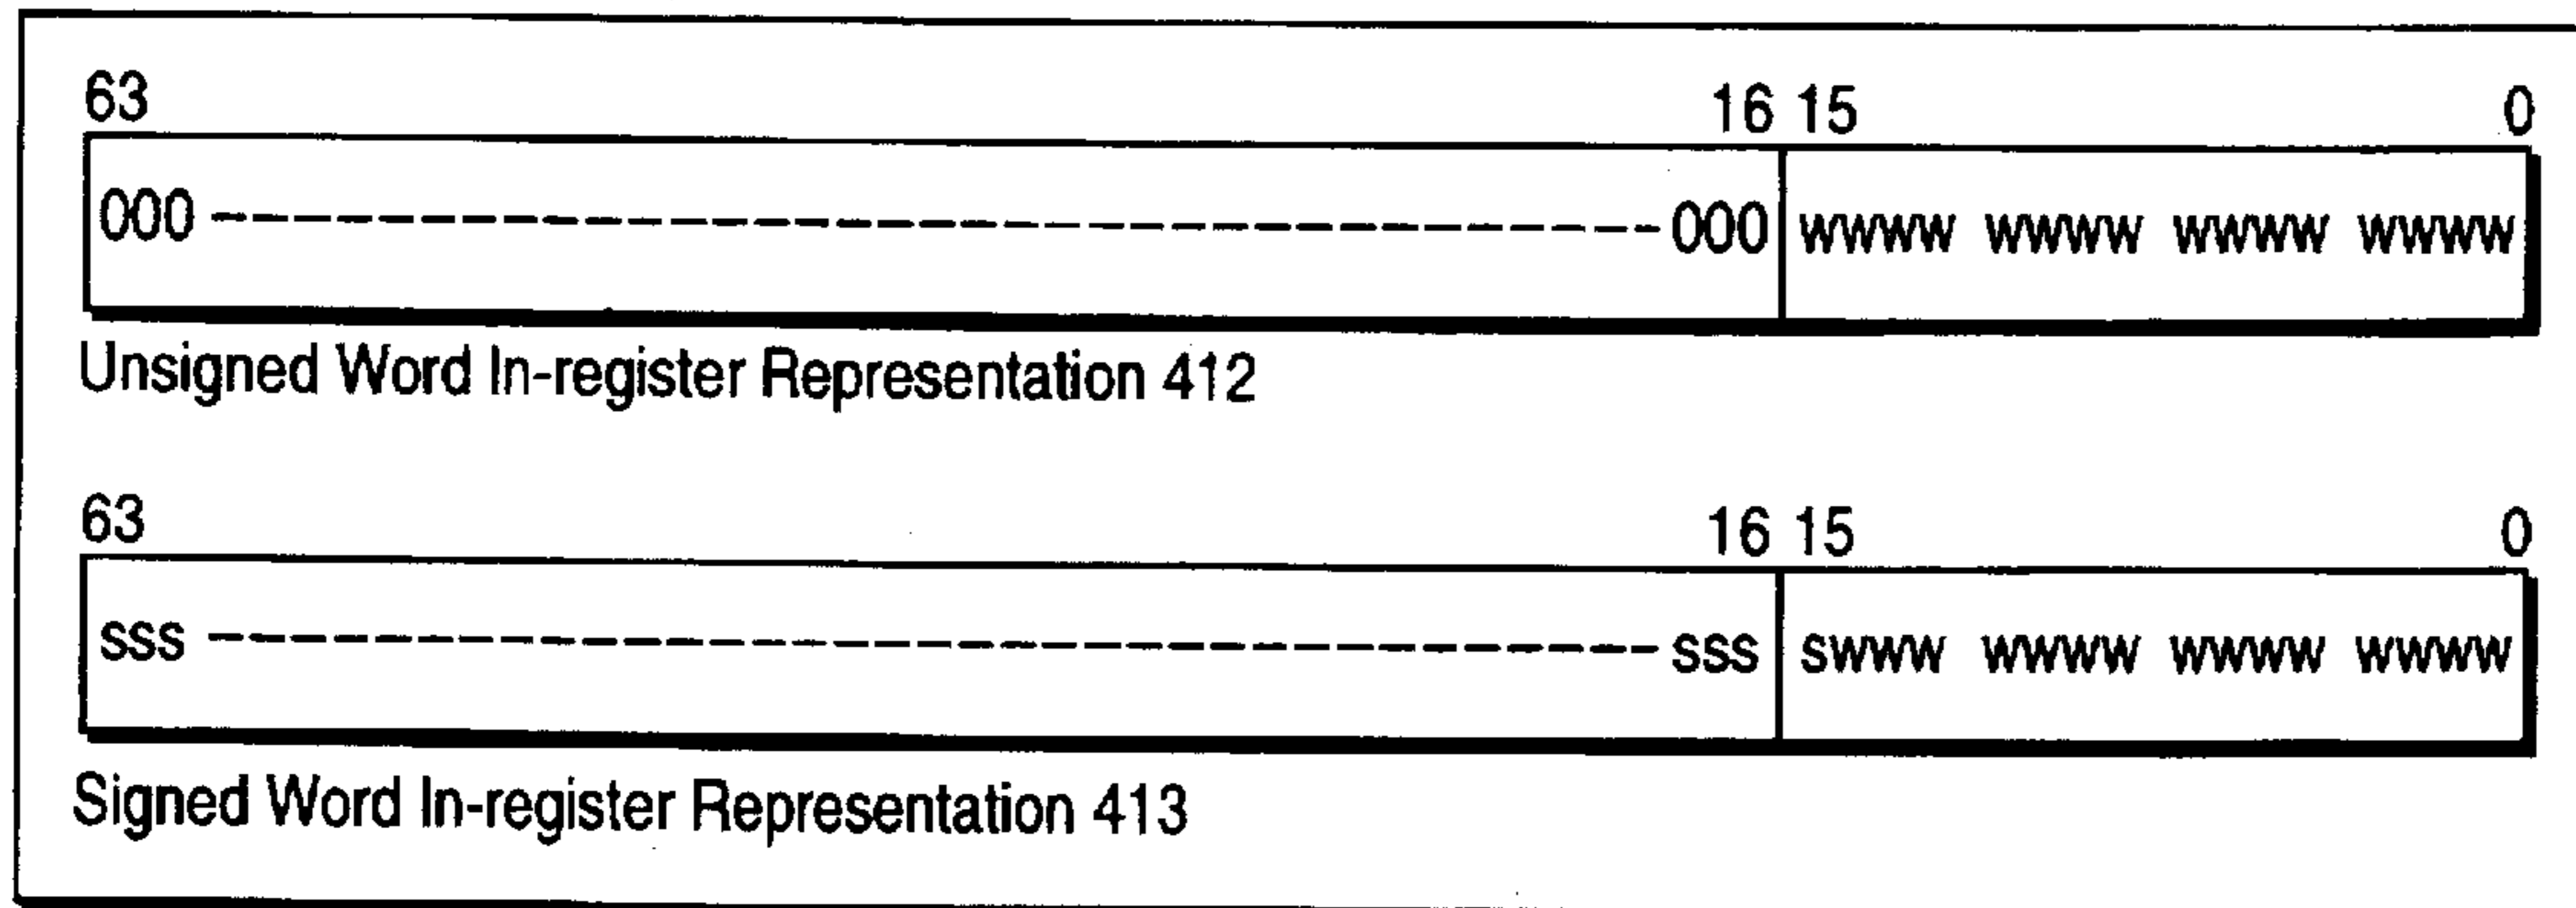 63 16 15 0
000 000 wwww wwww wwww wwww
Unsigned Word In-register Representation 412
63 16 15 0
sss sss swww wwww wwww wwww
Signed Word In-register Representation 413